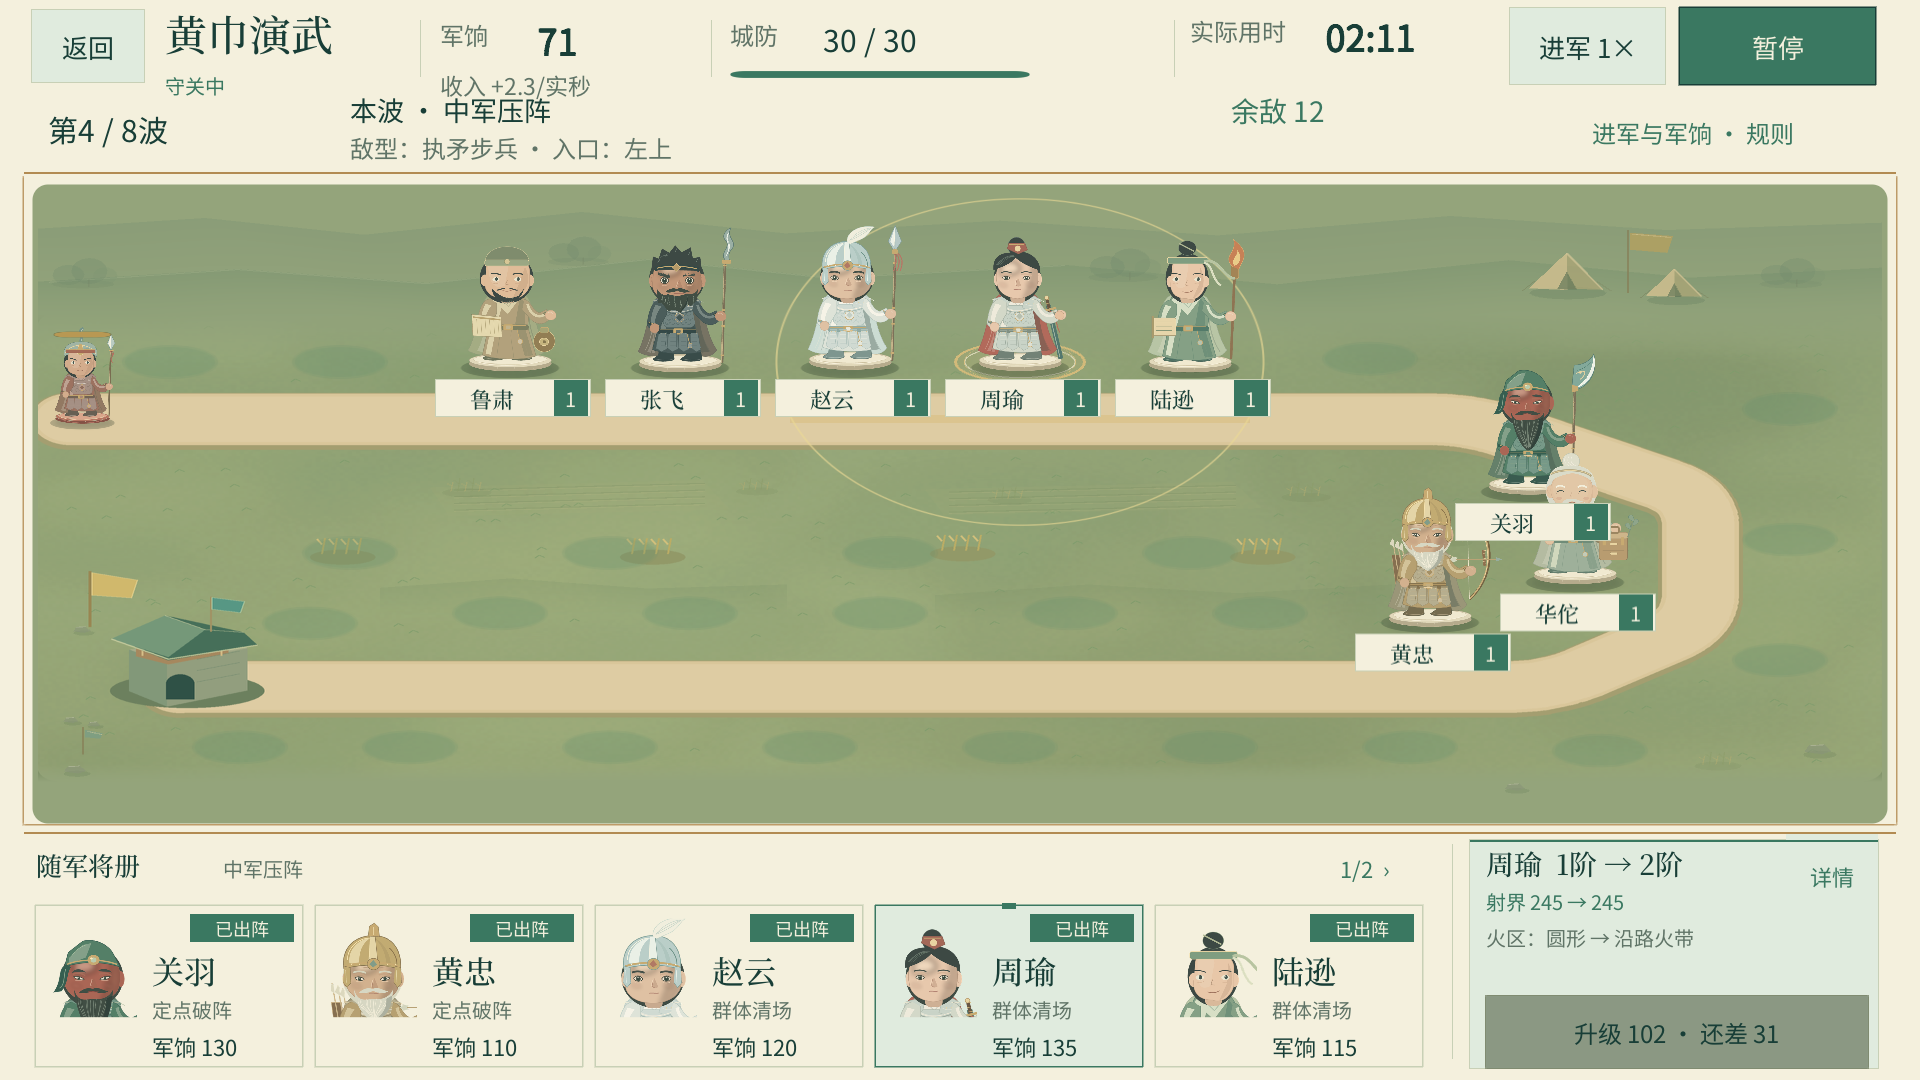 返回
黄巾演武
守关中
军饷
71
收入 +2.3/实秒
城防
30 / 30
实际用时
02:11
进军 1×
暂停
第4 / 8波
本波 · 中军压阵
敌型：执矛步兵 · 入口：左上
余敌 12
进军与军饷 · 规则
鲁肃 1
张飞 1
赵云 1
周瑜 1
陆逊 1
关羽 1
华佗 1
黄忠 1
随军将册
中军压阵
1/2 ›
已出阵
关羽
定点破阵
军饷 130
已出阵
黄忠
定点破阵
军饷 110
已出阵
赵云
群体清场
军饷 120
已出阵
周瑜
群体清场
军饷 135
已出阵
陆逊
群体清场
军饷 115
周瑜 1阶 → 2阶
详情
射界 245 → 245
火区：圆形 → 沿路火带
升级 102 · 还差 31